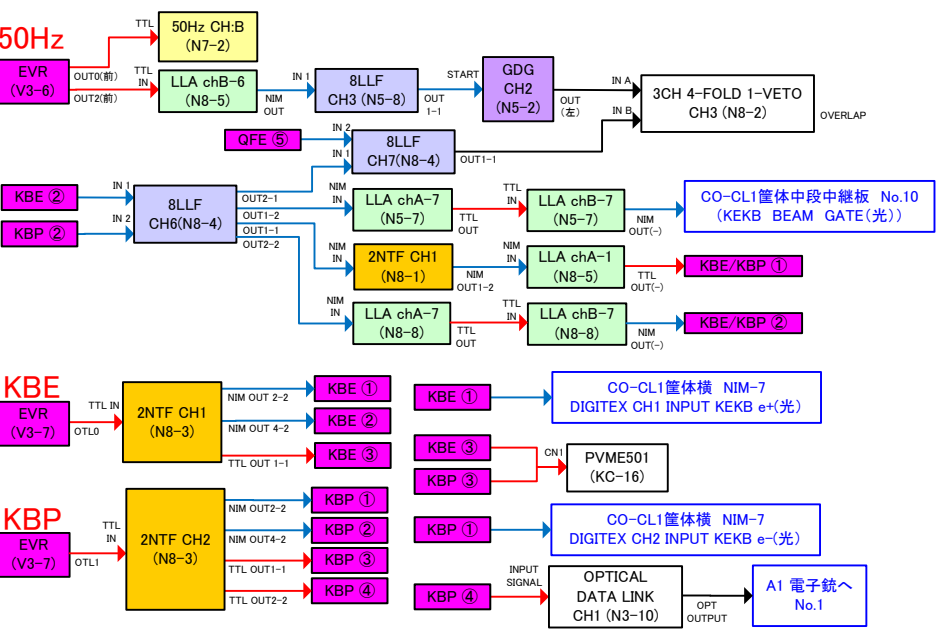 50Hz
EVR
(V3-6)
OUT0(前)
OUT2(前)
TTL
50Hz CH:B
(N7-2)
TTL
IN
LLA chB-6
(N8-5)
NIM
OUT
IN 1
8LLF
CH3 (N5-8)
OUT
1-1
START
GDG
CH2
(N5-2)
OUT
(左)
IN A
IN B
3CH 4-FOLD 1-VETO
CH3 (N8-2)
OVERLAP
QFE ⑤
IN 2
IN 1
8LLF
CH7(N8-4)
OUT1-1
KBE ②
KBP ②
IN 1
IN 2
8LLF
CH6(N8-4)
OUT2-1
OUT1-2
OUT1-1
OUT2-2
NIM
IN
LLA chA-7
(N5-7)
TTL
OUT
TTL
IN
LLA chB-7
(N5-7)
NIM
OUT(-)
CO-CL1筐体中段中継板 No.10
(KEKB BEAM GATE(光))
NIM
IN
2NTF CH1
(N8-1)
NIM
OUT1-2
NIM
IN
LLA chA-1
(N8-5)
TTL
OUT(-)
KBE/KBP ①
NIM
IN
LLA chA-7
(N8-8)
TTL
OUT
TTL
IN
LLA chB-7
(N8-8)
NIM
OUT(-)
KBE/KBP ②
KBE
EVR
(V3-7)
OTL0
TTL IN
2NTF CH1
(N8-3)
NIM OUT 2-2
NIM OUT 4-2
TTL OUT 1-1
KBE ①
KBE ②
KBE ③
KBE ①
CO-CL1筐体横 NIM-7
DIGITEX CH1 INPUT KEKB e+(光)
KBE ③
KBP ③
CN1
PVME501
(KC-16)
KBP
EVR
(V3-7)
OTL1
TTL
IN
2NTF CH2
(N8-3)
NIM OUT2-2
NIM OUT4-2
TTL OUT1-1
TTL OUT2-2
KBP ①
KBP ②
KBP ③
KBP ④
KBP ①
CO-CL1筐体横 NIM-7
DIGITEX CH2 INPUT KEKB e-(光)
KBP ④
INPUT
SIGNAL
OPTICAL
DATA LINK
CH1 (N3-10)
OPT
OUTPUT
A1 電子銃へ
No.1